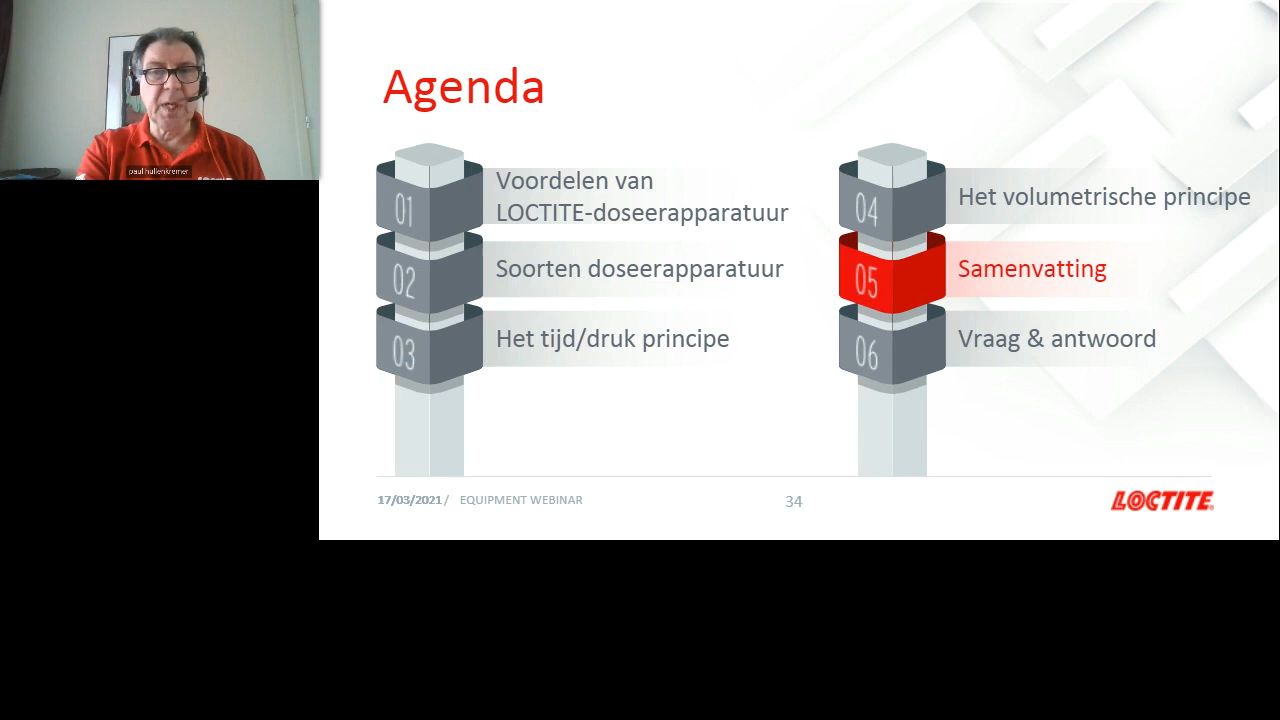 paul hullenkremer
Agenda
01
Voordelen van
LOCTITE-doseerapparatuur
02
Soorten doseerapparatuur
03
Het tijd/druk principe
04
Het volumetrische principe
05
Samenvatting
06
Vraag & antwoord
17/03/2021 / EQUIPMENT WEBINAR
34
LOCTITE